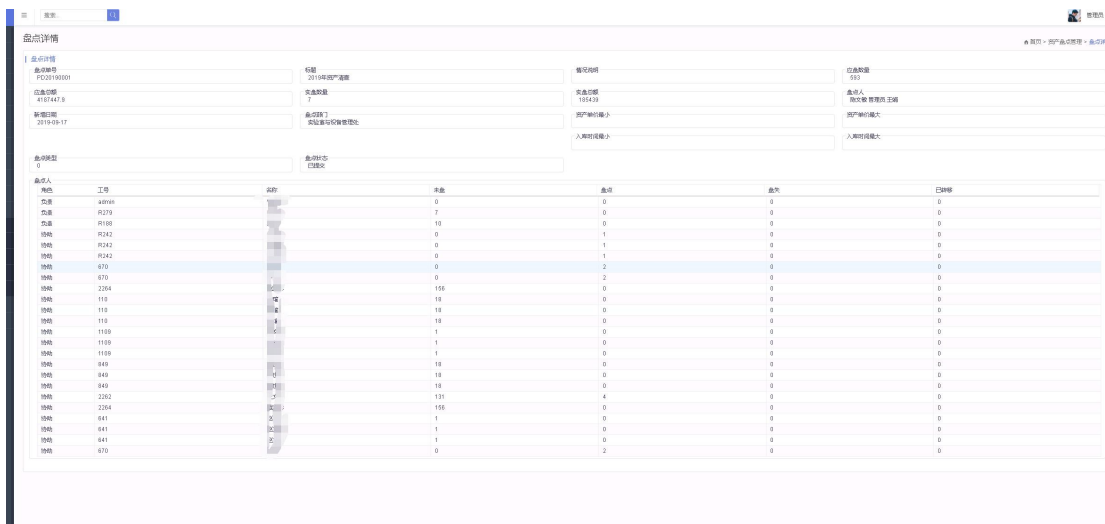 搜索...
管理员
盘点详情
首页 > 资产盘点管理 > 盘点详
盘点详情
盘点单号 标题 情况说明 应盘数量
PD20190001 2019年资产清查 593
应盘总额 实盘数量 实盘总额 盘点人
#187447.9 7 185439 管理员
新增日期 盘点部门 资产单价最小 资产单价最大
2019-09-17 实验室与设备管理处
入库时间最小 入库时间最大
盘点类型 盘点状态
0 已提交
盘点人
角色 工号 名称 未盘 盘点 盘失 已转移
负责 admin 0 0 0 0
负责 R279 7 0 0 0
负责 R188 10 0 0 0
协助 R242 0 1 0 0
协助 R242 0 1 0 0
协助 R242 0 1 0 0
协助 670 0 2 0 0
协助 670 0 2 0 0
协助 2264 156 0 0 0
协助 110 18 0 0 0
协助 110 18 0 0 0
协助 110 18 0 0 0
协助 1109 1 0 0 0
协助 1109 1 0 0 0
协助 1109 1 0 0 0
协助 849 18 0 0 0
协助 849 18 0 0 0
协助 849 18 0 0 0
协助 2262 131 4 0 0
协助 2264 156 0 0 0
协助 641 1 0 0 0
协助 641 1 0 0 0
协助 641 1 0 0 0
协助 670 0 2 0 0